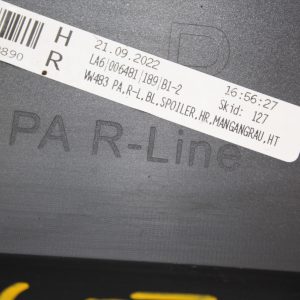 H
R
21.09.2022
LA6/006481/189/B1-2
16:56:27
VW483 PA.R-L.BL.SPOILER.HR.MANGANGRAU.HT
Skid: 127
PA R-Line